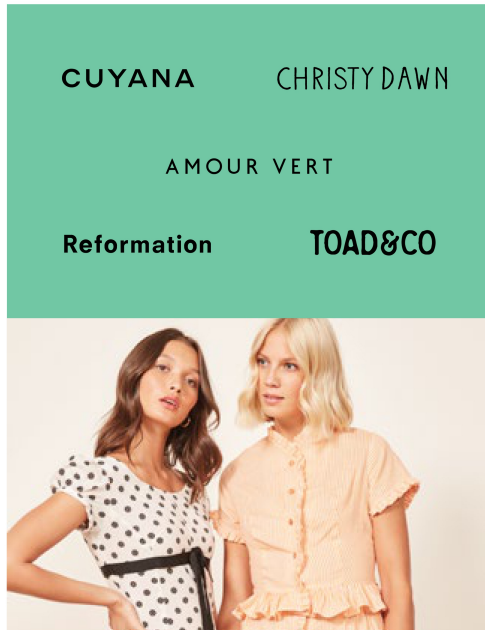 CUYANA
CHRISTY DAWN
AMOUR VERT
Reformation
TOAD&CO